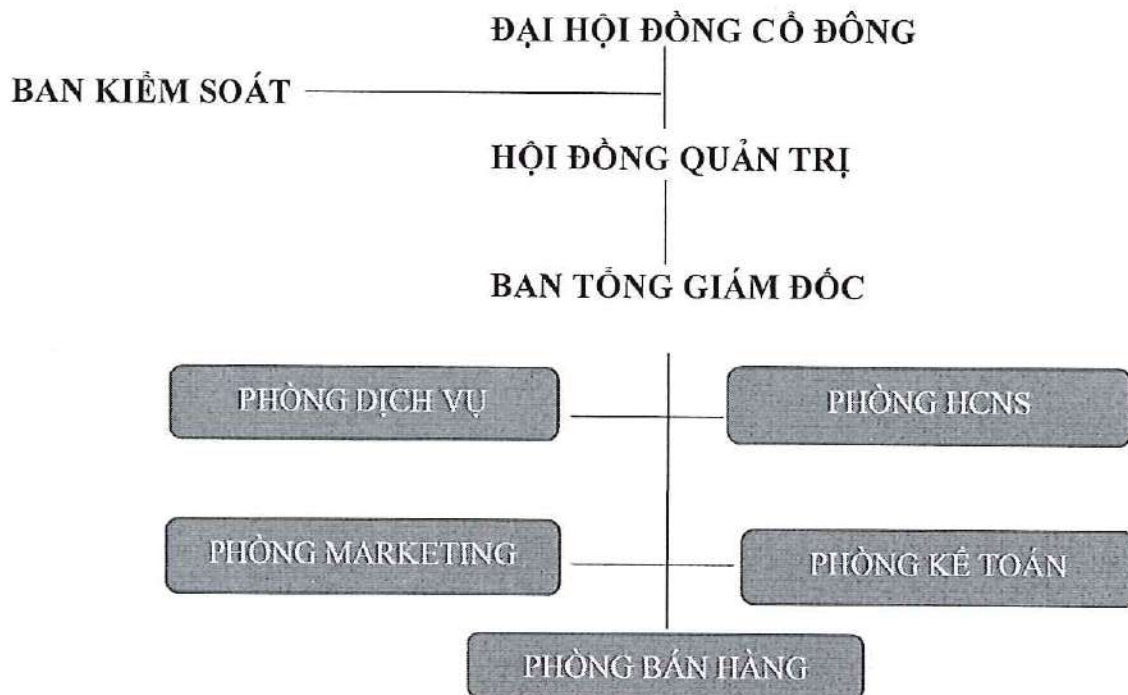 ĐẠI HỘI ĐỒNG CỔ ĐÔNG
BAN KIỂM SOÁT
HỘI ĐỒNG QUẢN TRỊ
BAN TỔNG GIÁM ĐỐC
PHÒNG DỊCH VỤ
PHÒNG HCNS
PHÒNG MARKETING
PHÒNG KẾ TOÁN
PHÒNG BÁN HÀNG